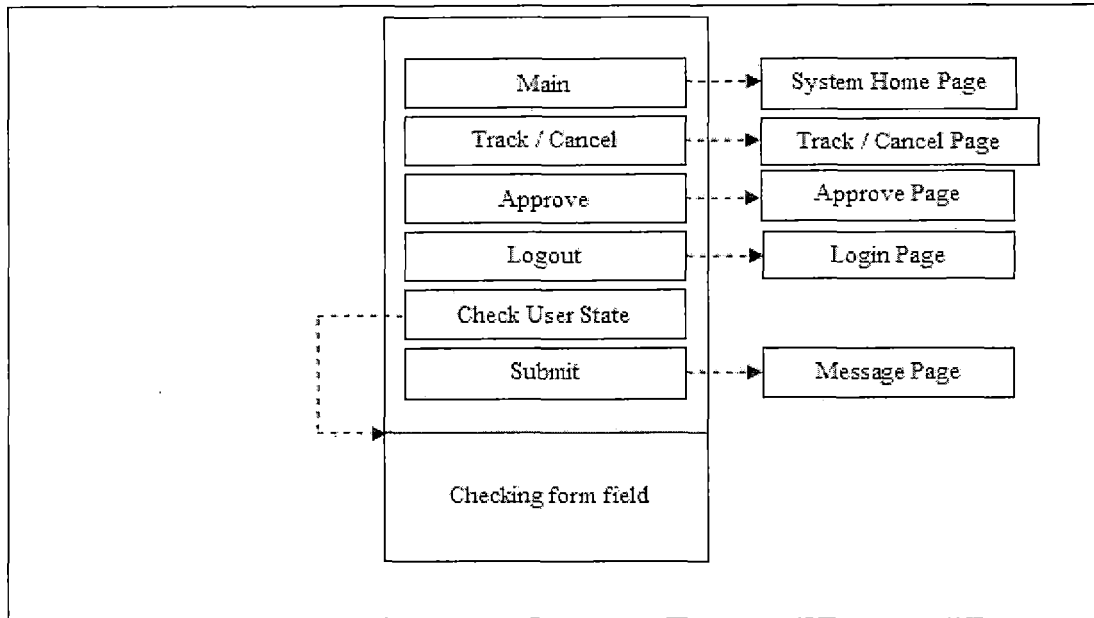 Main
System Home Page
Track / Cancel
Track / Cancel Page
Approve
Approve Page
Logout
Login Page
Check User State
Submit
Message Page
Checking form field